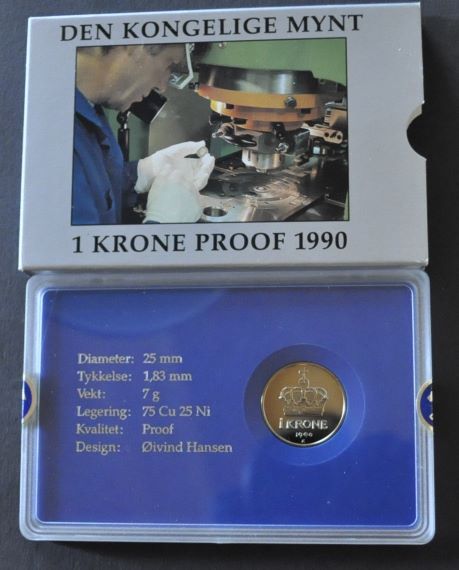 DEN KONGELIGE MYNT
1 KRONE PROOF 1990
Diameter: 25 mm
Tykkelse: 1,83 mm
Vekt: 7 g
Legering: 75 Cu 25 Ni
Kvalitet: Proof
Design: Øivind Hansen
1 KRONE
1990